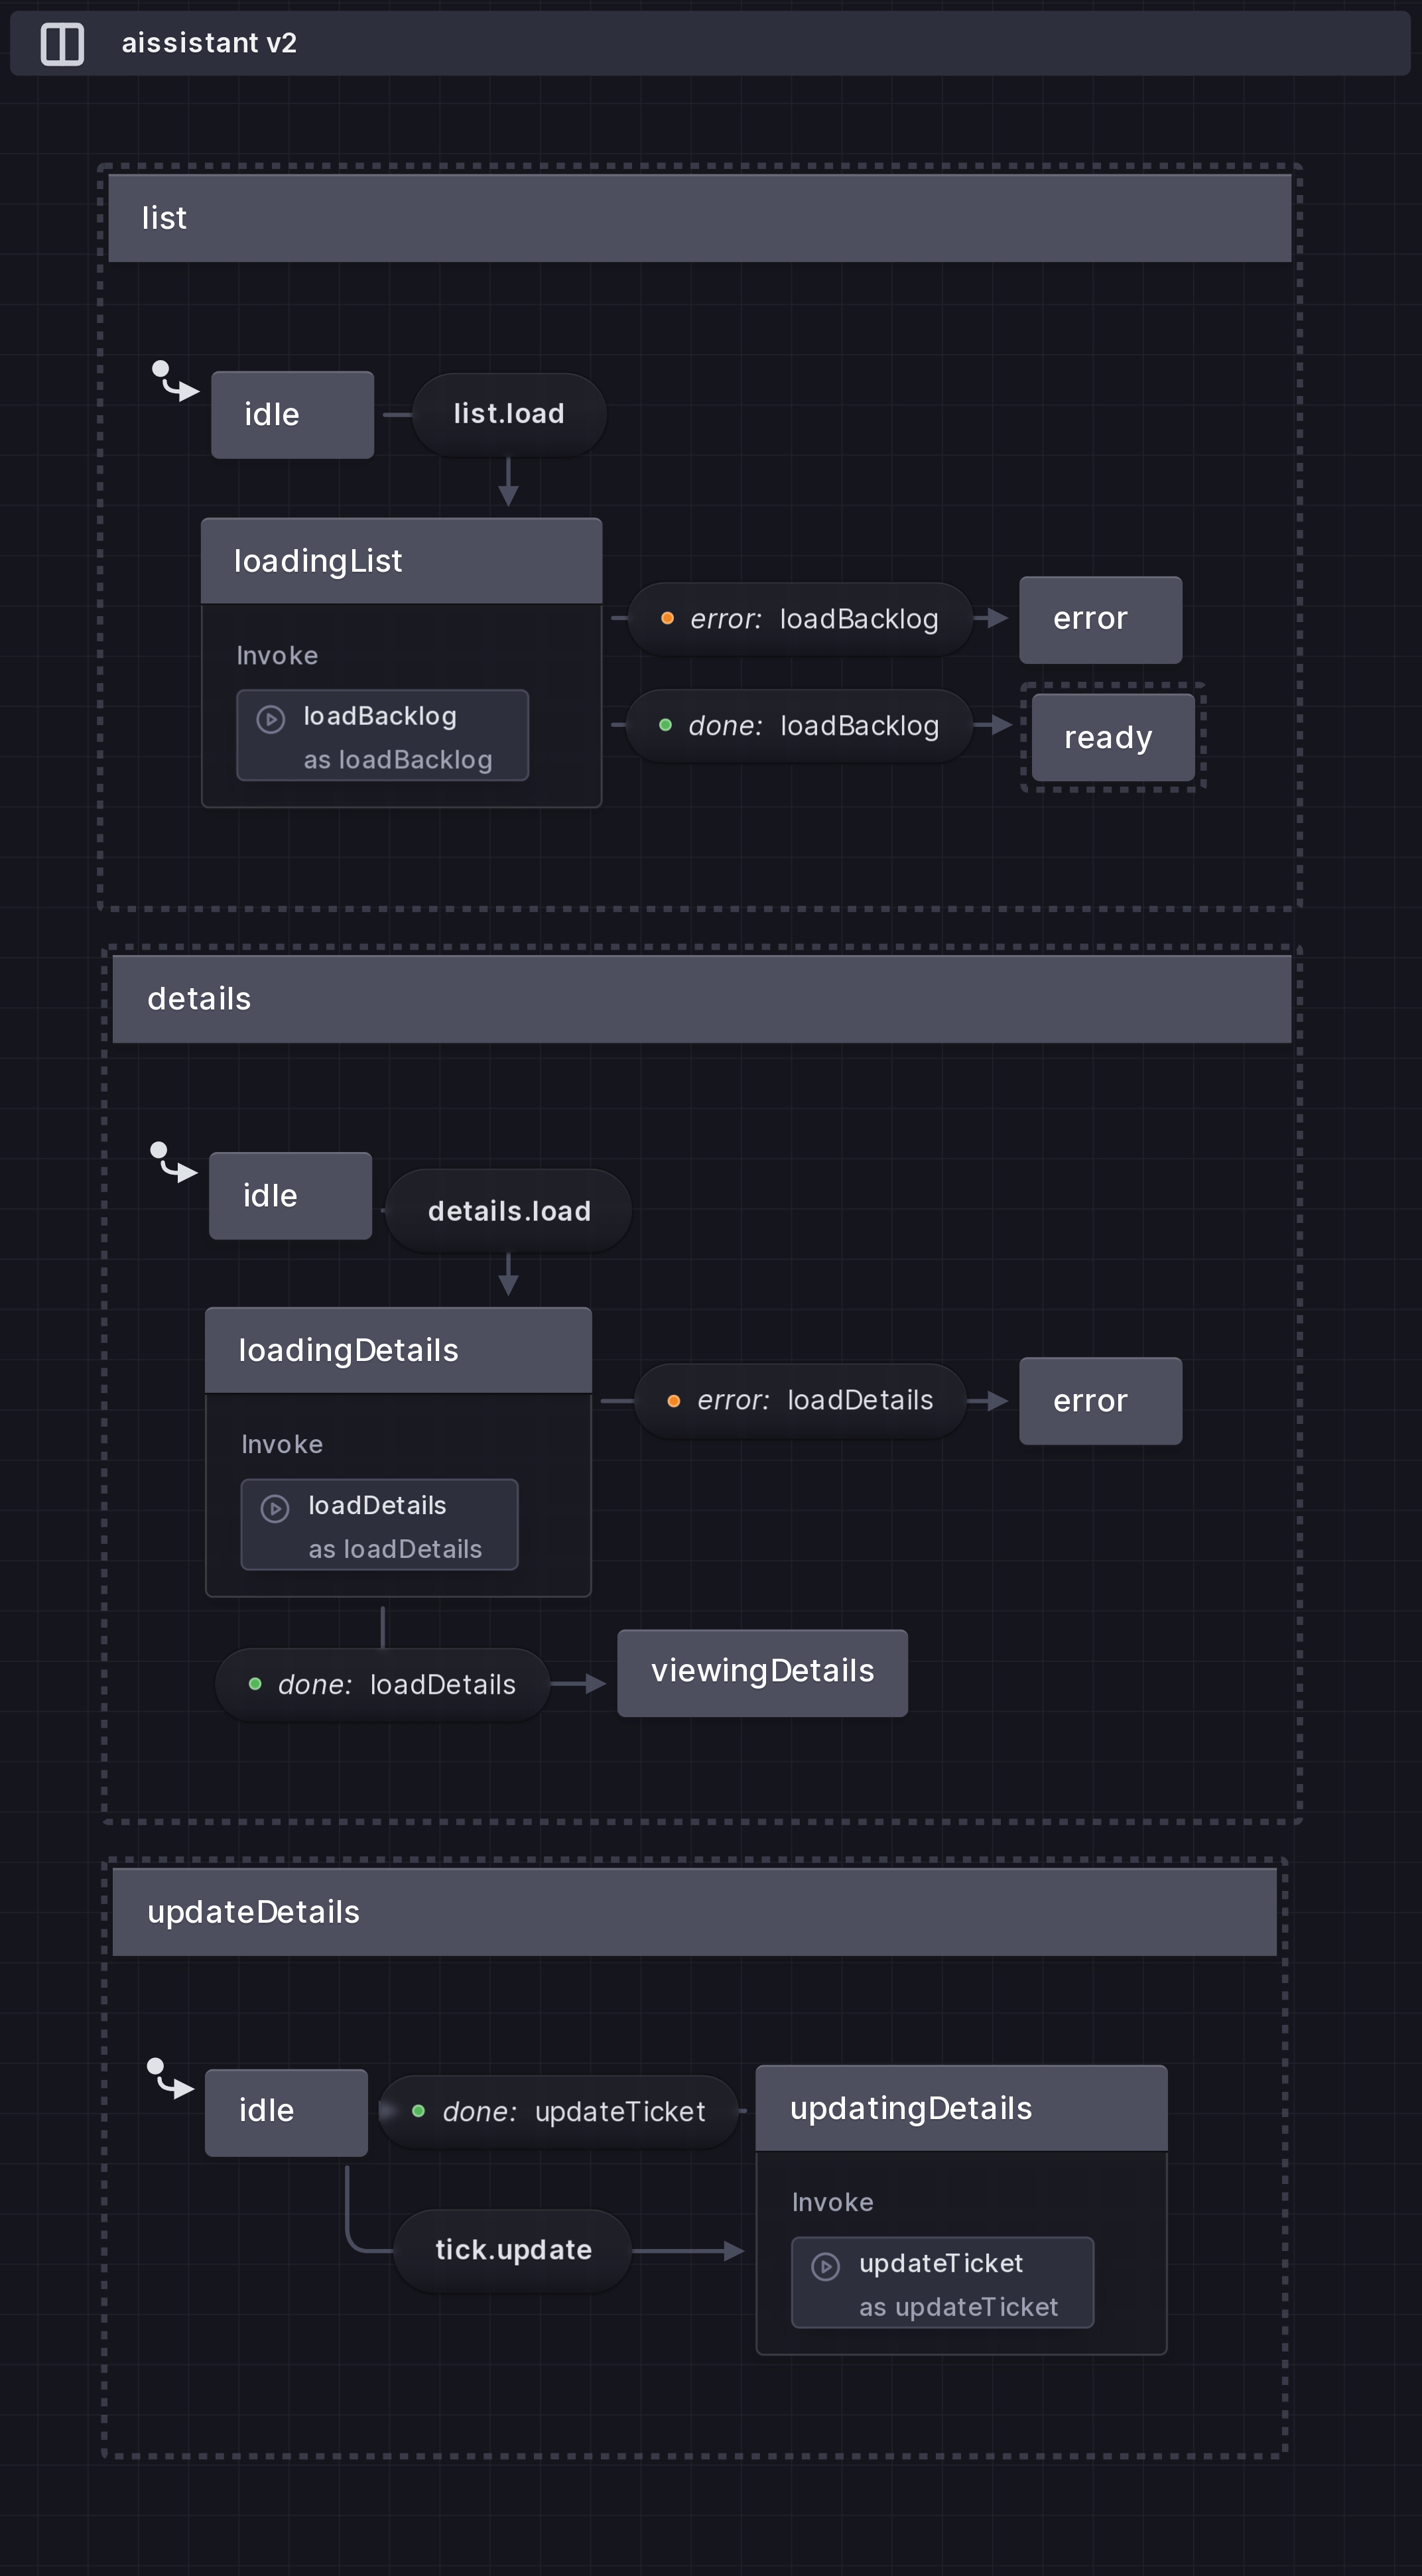 aissistant v2
list
idle
list.load
loadingList
error: loadBacklog
error
Invoke
loadBacklog
as loadBacklog
done: loadBacklog
ready
details
idle
details.load
loadingDetails
error: loadDetails
error
Invoke
loadDetails
as loadDetails
done: loadDetails
viewingDetails
updateDetails
idle
done: updateTicket
updatingDetails
tick.update
Invoke
updateTicket
as updateTicket